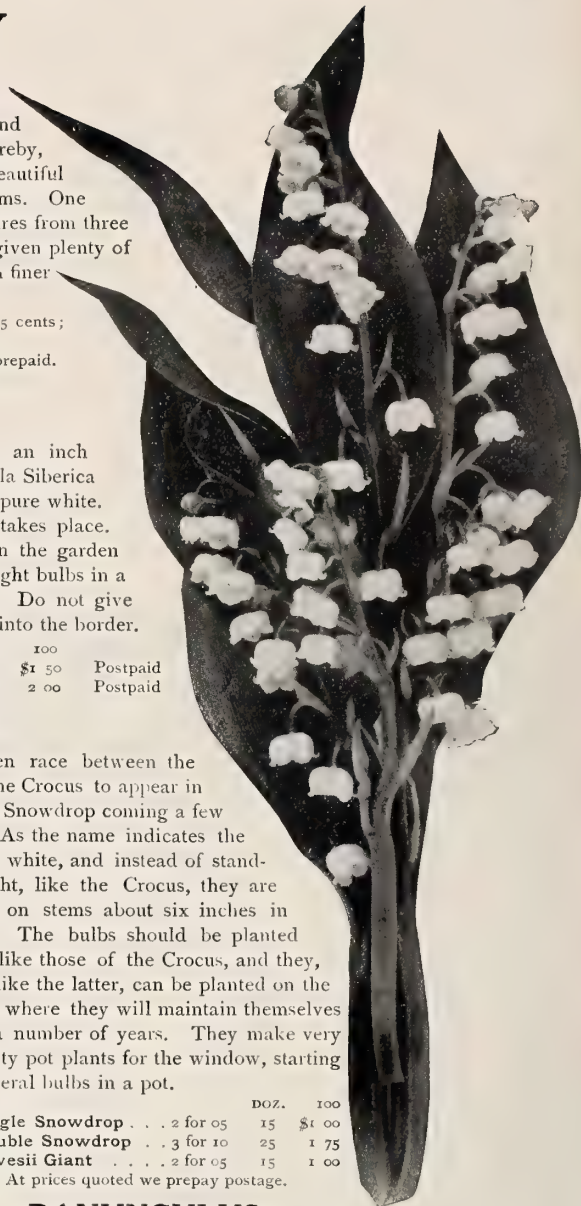 Y
nd
reby,
eautiful
ms. One
res from three
given plenty of
a finer
5 cents;
prepaid.
an inch
la Siberica
pure white.
takes place.
n the garden
ght bulbs in a
Do not give
into the border.
100
$1 50 Postpaid
2 00 Postpaid
en race between the
ne Crocus to appear in
Snowdrop coming a few
As the name indicates the
white, and instead of stand-
ht, like the Crocus, they are
on stems about six inches in
The bulbs should be planted
like those of the Crocus, and they,
like the latter, can be planted on the
where they will maintain themselves
a number of years. They make very
ty pot plants for the window, starting
eral bulbs in a pot.
DOZ. 100
gle Snowdrop . . . 2 for 05 15 $1 00
uble Snowdrop . . 3 for 10 25 1 75
vesii Giant . . . . 2 for 05 15 1 00
At prices quoted we prepay postage.
RANUNCULUS